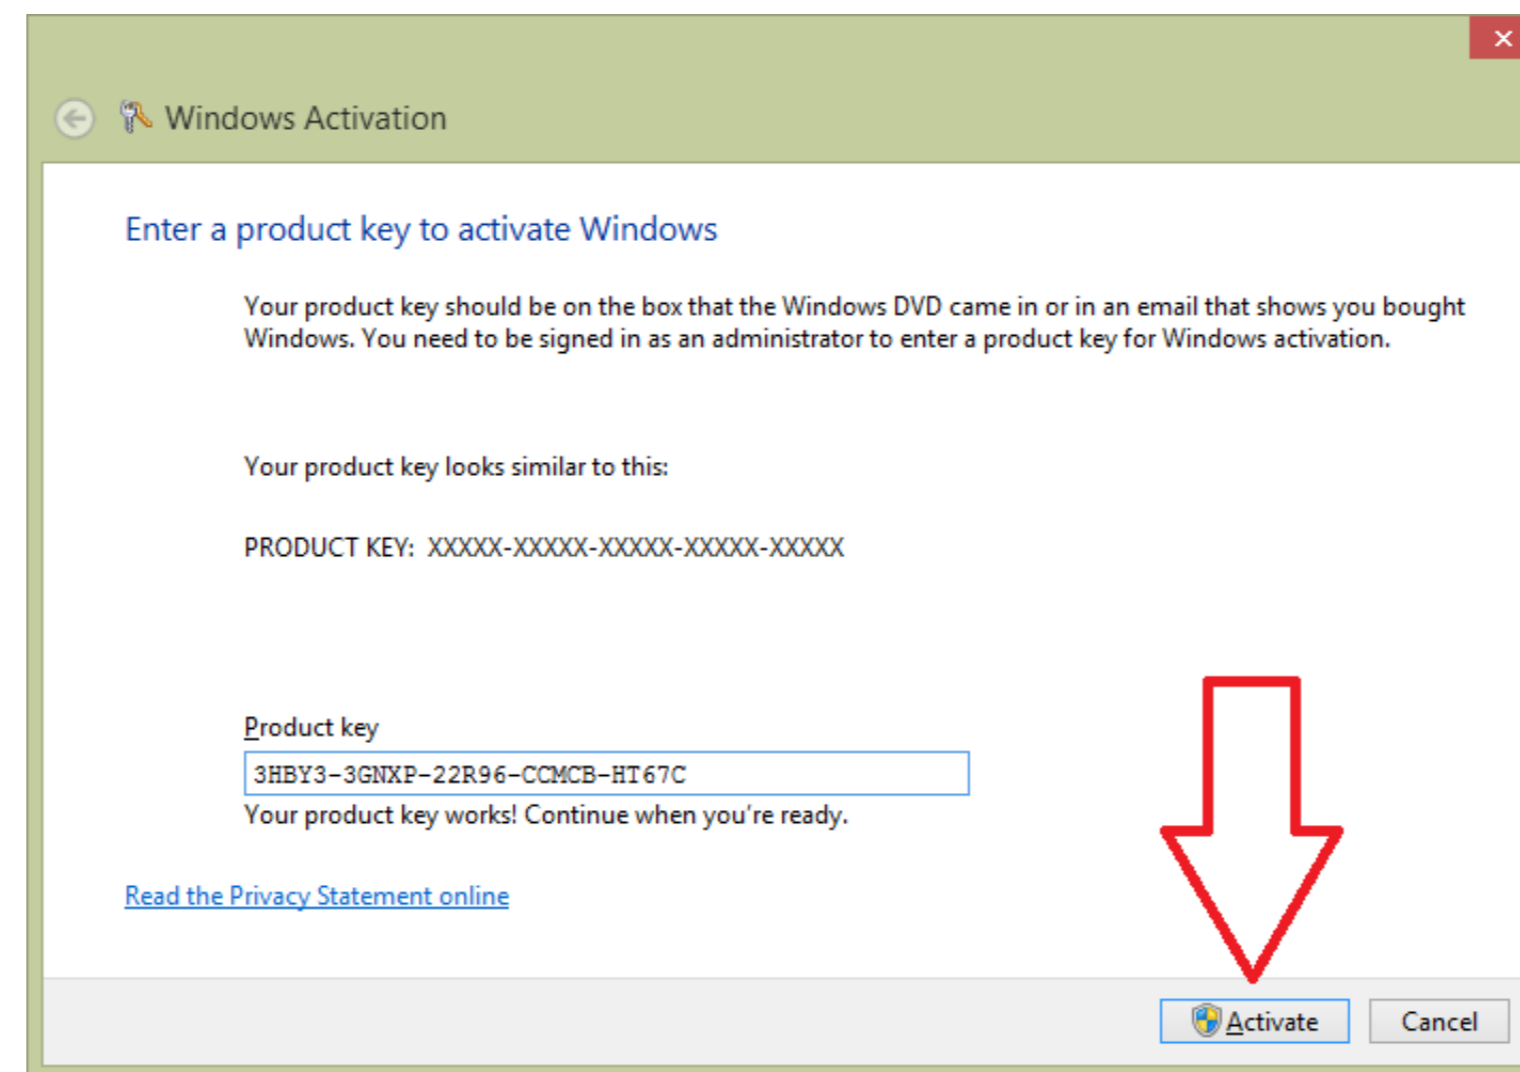 Windows Activation
Enter a product key to activate Windows
Your product key should be on the box that the Windows DVD came in or in an email that shows you bought
Windows. You need to be signed in as an administrator to enter a product key for Windows activation.
Your product key looks similar to this:
PRODUCT KEY: XXXXX-XXXXX-XXXXX-XXXXX-XXXXX
Product key
3HBY3-3GNXP-22R96-CCMCB-HT67C
Your product key works! Continue when you're ready.
Read the Privacy Statement online
Activate Cancel